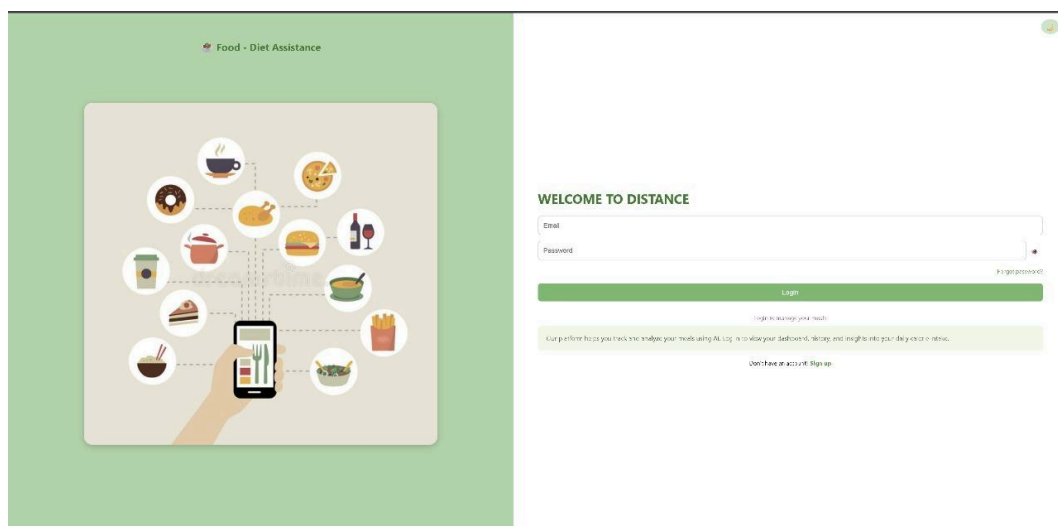 Food - Diet Assistance
WELCOME TO DISTANCE
Email
Password
Forgot password?
Login
Login to manage your meals
Our platform helps you track and analyze your meals using AI. Log in to view your dashboard, history, and insights into your daily calorie intake.
Don't have an account? Sign up